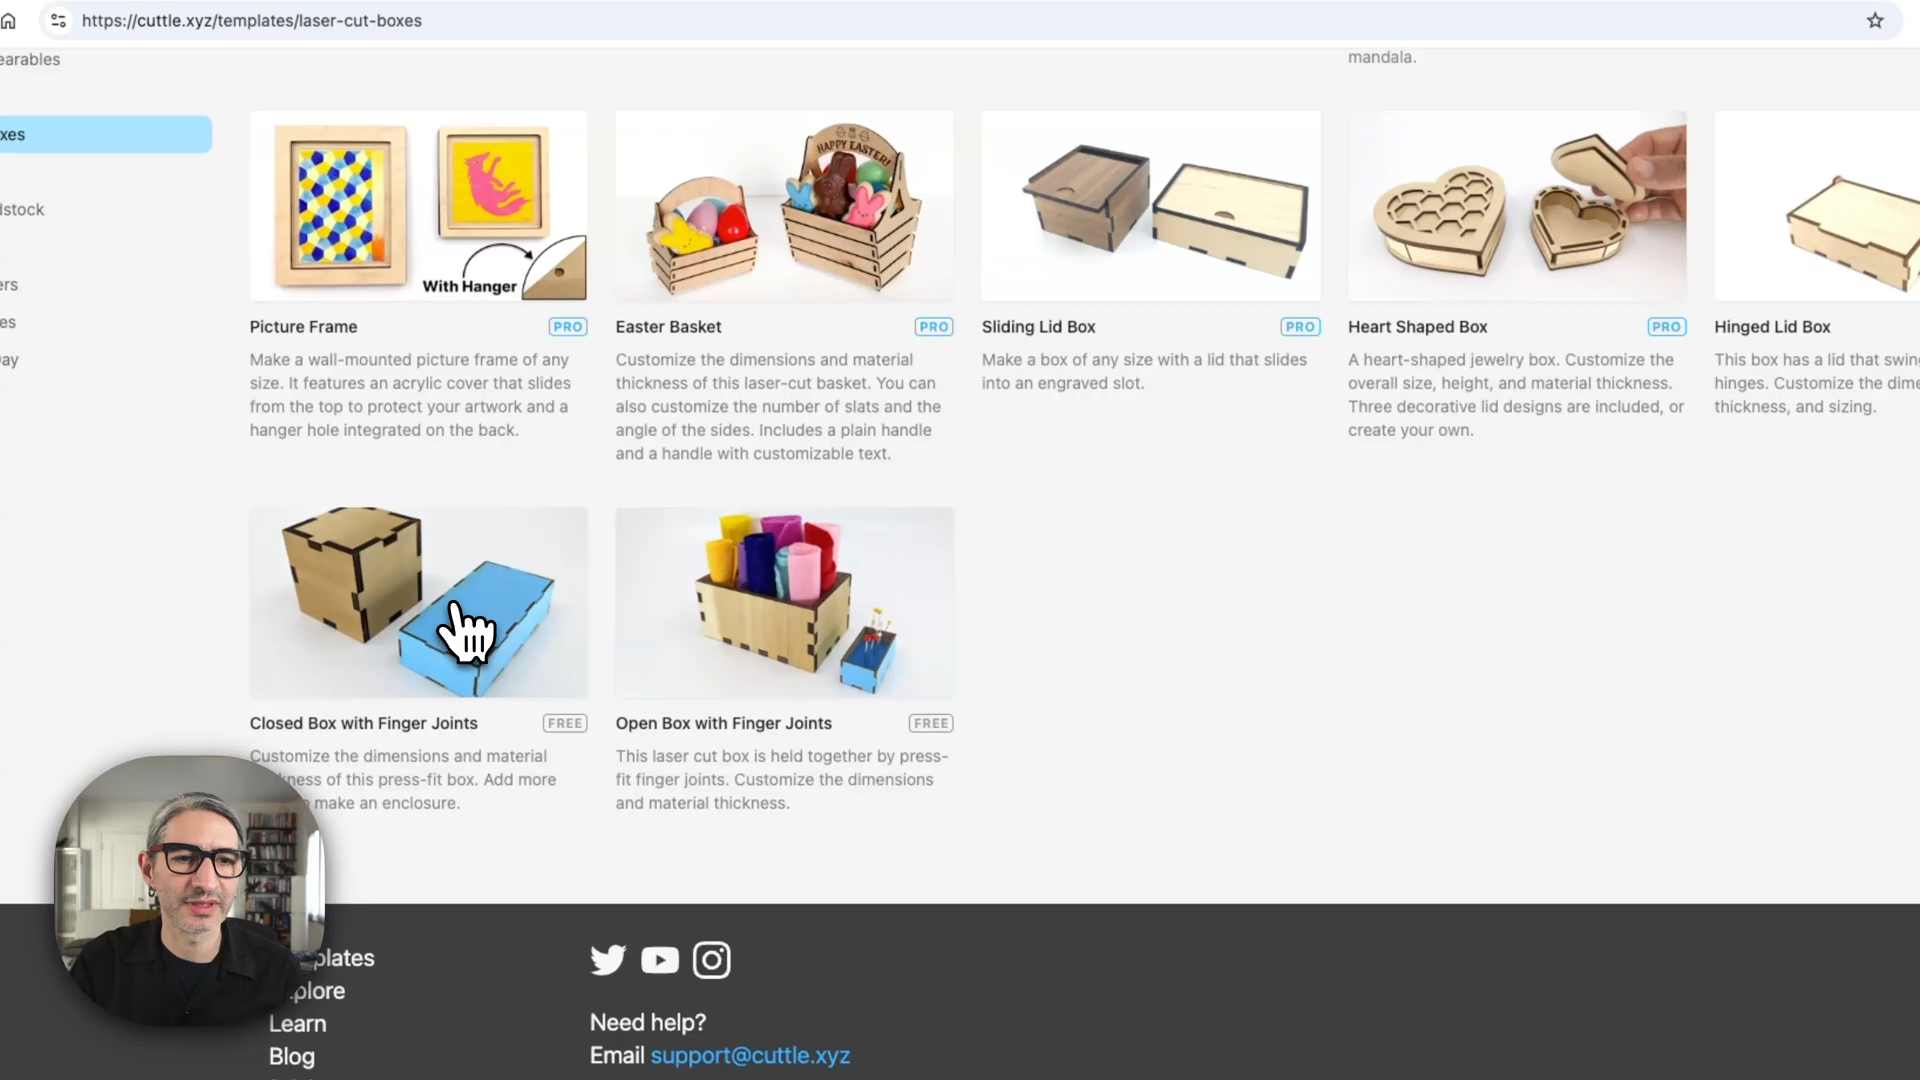 https://cuttle.xyz/templates/laser-cut-boxes
earables
mandala.
xes
dstock
ers
es
ay
With Hanger
HAPPY EASTER!
Picture Frame PRO
Make a wall-mounted picture frame of any
size. It features an acrylic cover that slides
from the top to protect your artwork and a
hanger hole integrated on the back.
Easter Basket PRO
Customize the dimensions and material
thickness of this laser-cut basket. You can
also customize the number of slats and the
angle of the sides. Includes a plain handle
and a handle with customizable text.
Sliding Lid Box PRO
Make a box of any size with a lid that slides
into an engraved slot.
Heart Shaped Box PRO
A heart-shaped jewelry box. Customize the
overall size, height, and material thickness.
Three decorative lid designs are included, or
create your own.
Hinged Lid Box
This box has a lid that swin
hinges. Customize the dime
thickness, and sizing.
Closed Box with Finger Joints FREE
Customize the dimensions and material
kness of this press-fit box. Add more
make an enclosure.
Open Box with Finger Joints FREE
This laser cut box is held together by press-
fit finger joints. Customize the dimensions
and material thickness.
plates
plore
Learn
Blog
Need help?
Email support@cuttle.xyz